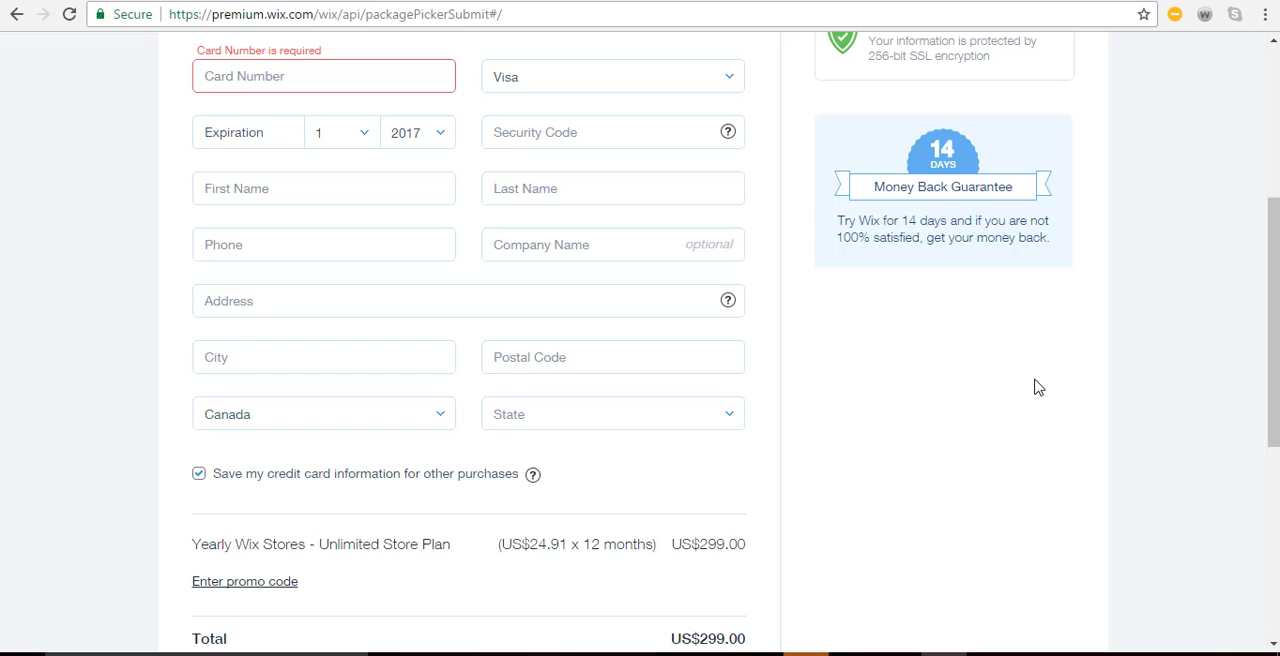 Secure
https://premium.wix.com/wix/api/packagePickerSubmit#/
W
S
Card Number is required
Card Number
Visa
Expiration 1 2017
Security Code ?
First Name
Last Name
Phone
Company Name optional
Address ?
City
Postal Code
Canada
State
Save my credit card information for other purchases ?
Yearly Wix Stores - Unlimited Store Plan (US$24.91 x 12 months) US$299.00
Enter promo code
Total US$299.00
Your information is protected by
256-bit SSL encryption
14
DAYS
Money Back Guarantee
Try Wix for 14 days and if you are not
100% satisfied, get your money back.